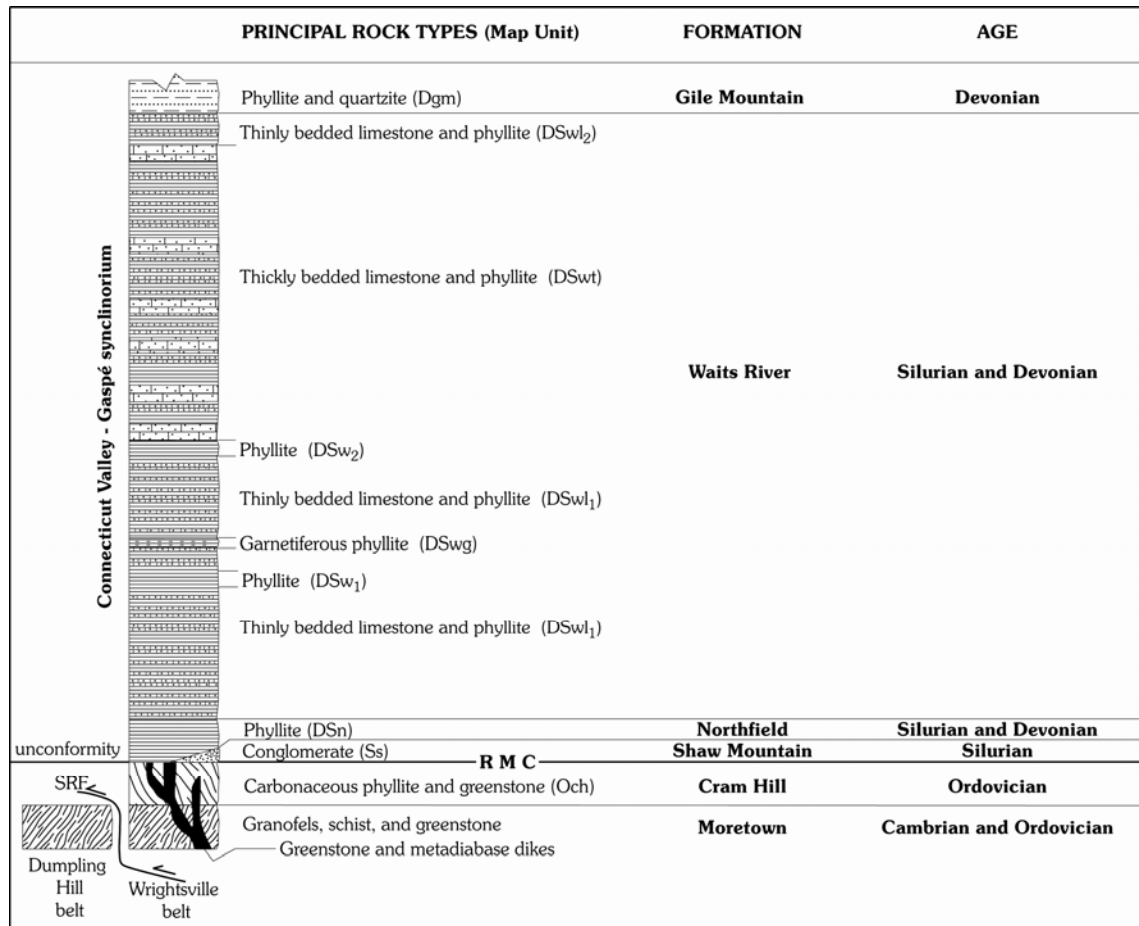 PRINCIPAL ROCK TYPES (Map Unit) FORMATION AGE
Phyllite and quartzite (Dgm) Gile Mountain Devonian
Thinly bedded limestone and phyllite (DSwl₂)
Thickly bedded limestone and phyllite (DSwt)
Connecticut Valley - Gaspé synclinorium
Waits River Silurian and Devonian
Phyllite (DSw₂)
Thinly bedded limestone and phyllite (DSwl₁)
Garnetiferous phyllite (DSwg)
Phyllite (DSw₁)
Thinly bedded limestone and phyllite (DSwl₁)
Phyllite (DSn) Northfield Silurian and Devonian
unconformity Conglomerate (Ss) Shaw Mountain Silurian
R M C
SRF Carbonaceous phyllite and greenstone (Och) Cram Hill Ordovician
Granofels, schist, and greenstone Moretown Cambrian and Ordovician
Greenstone and metadiabase dikes
Dumpling
Hill
belt
Wrightsville
belt